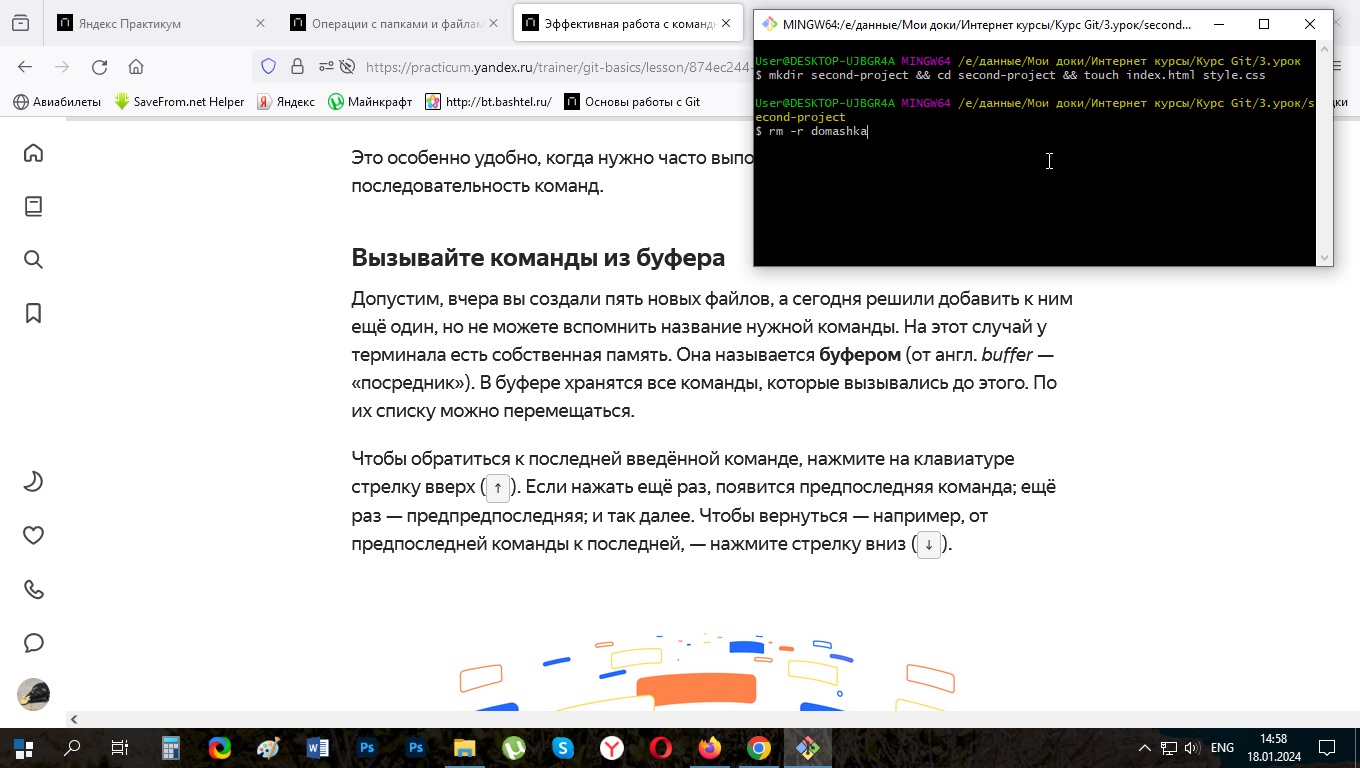 Яндекс Практикум
Операции с папками и файлам
Эффективная работа с командн
MINGW64:/e/данные/Мои доки/Интернет курсы/Курс Git/3.урок/second...
https://practicum.yandex.ru/trainer/git-basics/lesson/874ec244-
Авиабилеты
SaveFrom.net Helper
Яндекс
Майнкрафт
http://bt.bashtel.ru/
Основы работы с Git
дки
User@DESKTOP-UJBGR4A MINGW64 /e/данные/Мои доки/Интернет курсы/Курс Git/3.урок
$ mkdir second-project && cd second-project && touch index.html style.css
User@DESKTOP-UJBGR4A MINGW64 /e/данные/Мои доки/Интернет курсы/Курс Git/3.урок/s
econd-project
$ rm -r domashka
Это особенно удобно, когда нужно часто выпо
последовательность команд.
Вызывайте команды из буфера
Допустим, вчера вы создали пять новых файлов, а сегодня решили добавить к ним
ещё один, но не можете вспомнить название нужной команды. На этот случай у
терминала есть собственная память. Она называется буфером (от англ. buffer —
«посредник»). В буфере хранятся все команды, которые вызывались до этого. По
их списку можно перемещаться.
Чтобы обратиться к последней введённой команде, нажмите на клавиатуре
стрелку вверх (↑). Если нажать ещё раз, появится предпоследняя команда; ещё
раз — предпредпоследняя; и так далее. Чтобы вернуться — например, от
предпоследней команды к последней, — нажмите стрелку вниз (↓).
ENG
14:58
18.01.2024